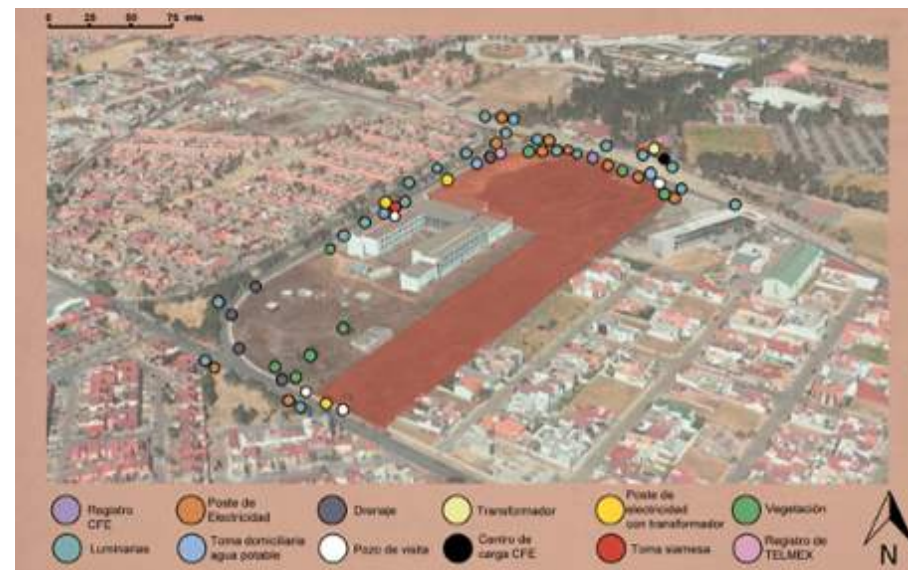 0 25 50 75 mts
Registro
CFE
Poste de
Electricidad
Drenaje
Transformador
Poste de
electricidad
con transformador
Vegetación
Luminarias
Toma domiciliaria
agua potable
Pozo de visita
Centro de
carga CFE
Toma siamesa
Registro de
TELMEX
N